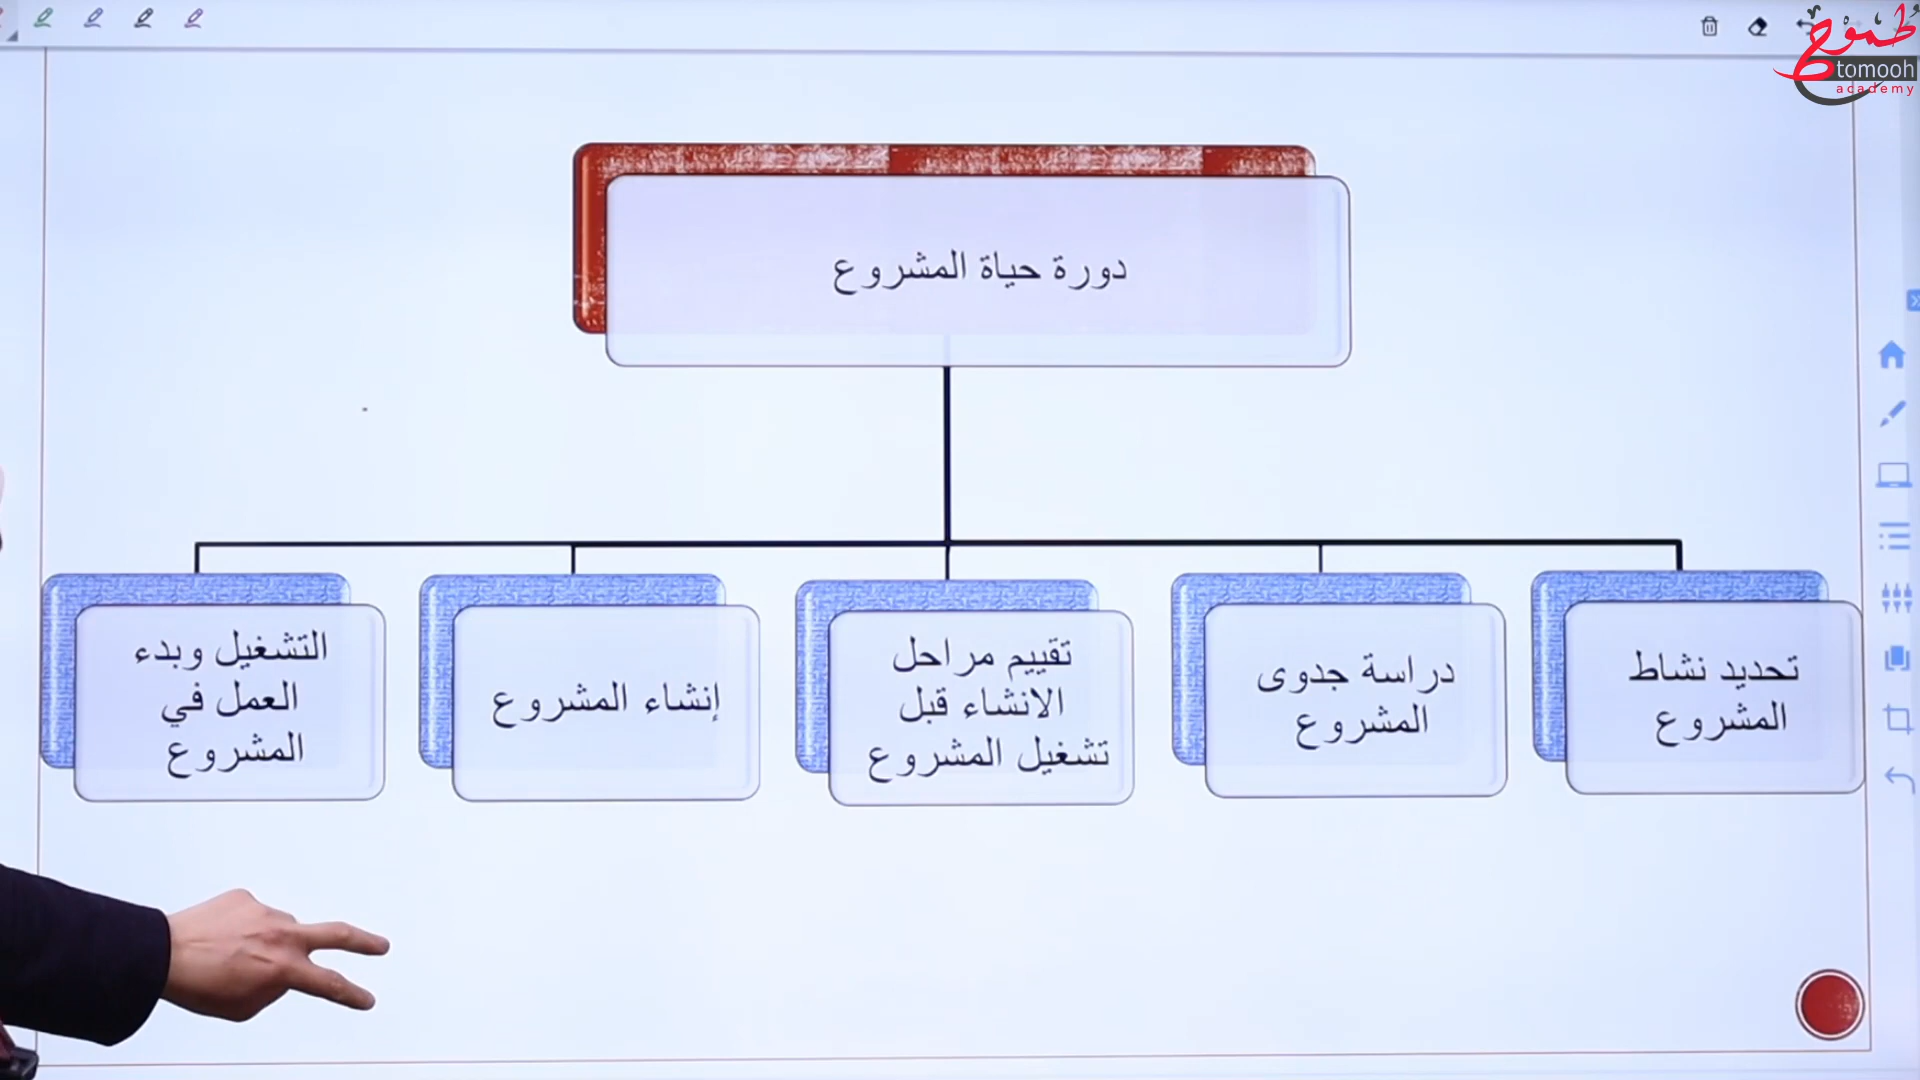 طموح
tomooh
academy
دورة حياة المشروع
تحديد نشاط
المشروع
دراسة جدوى
المشروع
تقييم مراحل
الانشاء قبل
تشغيل المشروع
إنشاء المشروع
التشغيل وبدء
العمل في
المشروع